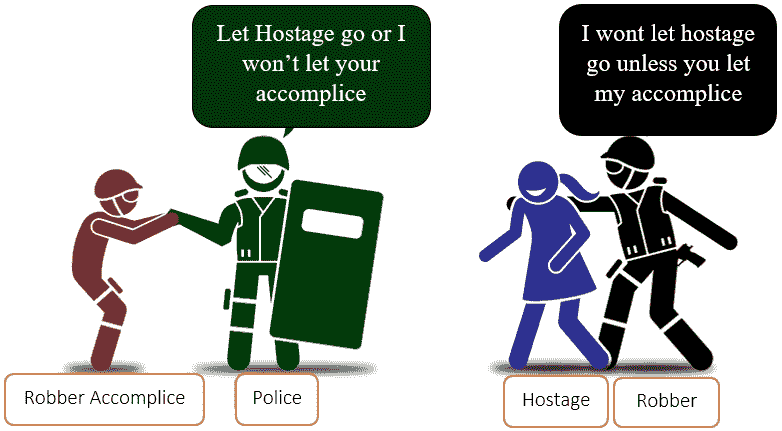 Let Hostage go or I
won’t let your
accomplice
I wont let hostage
go unless you let
my accomplice
Robber Accomplice
Police
Hostage
Robber